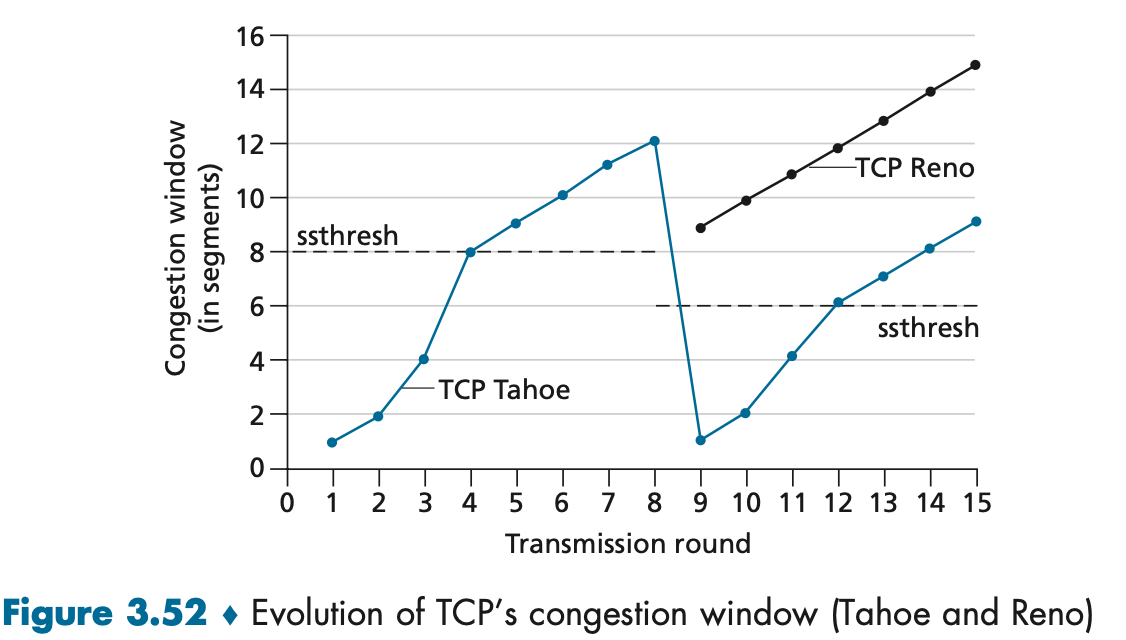 16
14
12
10
8
6
4
2
0
Congestion window
(in segments)
ssthresh
TCP Reno
ssthresh
TCP Tahoe
0 1 2 3 4 5 6 7 8 9 10 11 12 13 14 15
Transmission round
Figure 3.52 ♦ Evolution of TCP’s congestion window (Tahoe and Reno)